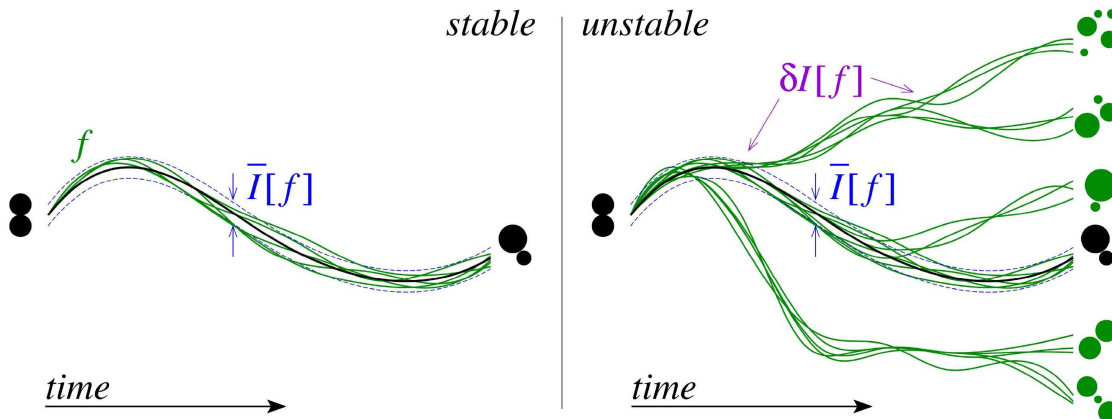 stable
unstable
δI[f]
f
I̅[f]
I̅[f]
time
time